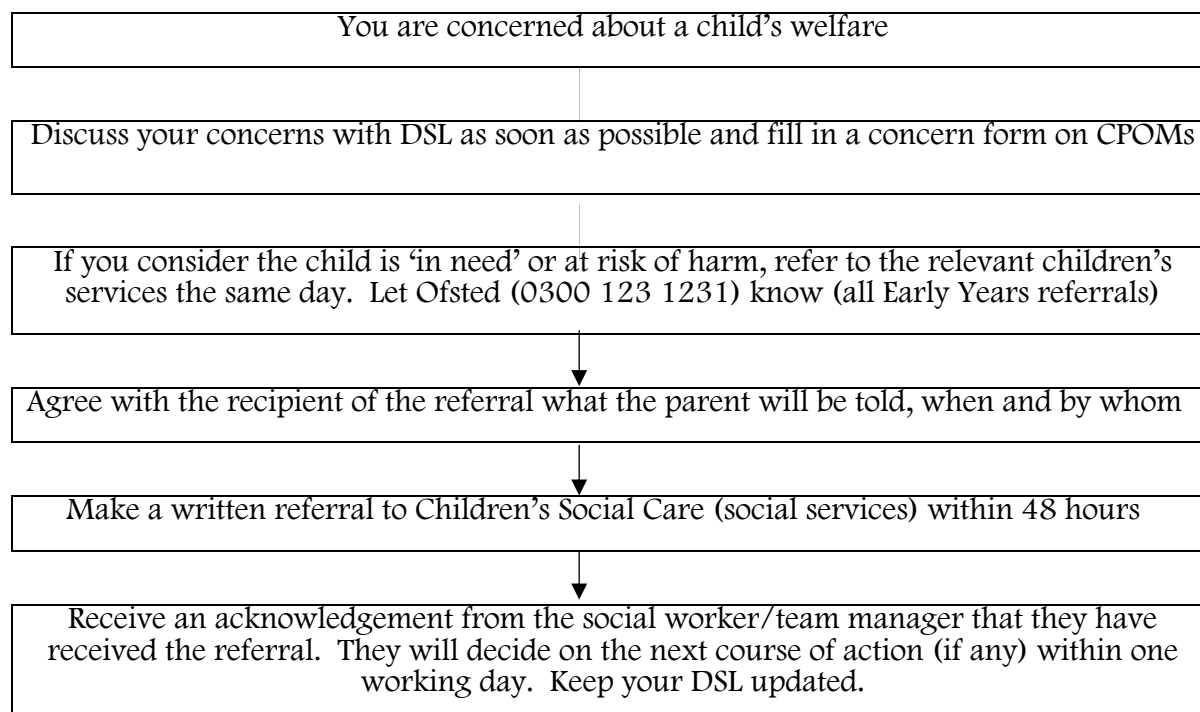 You are concerned about a child’s welfare
Discuss your concerns with DSL as soon as possible and fill in a concern form on CPOMs
If you consider the child is ‘in need’ or at risk of harm, refer to the relevant children’s
services the same day.  Let Ofsted (0300 123 1231) know (all Early Years referrals)
Agree with the recipient of the referral what the parent will be told, when and by whom
Make a written referral to Children’s Social Care (social services) within 48 hours
Receive an acknowledgement from the social worker/team manager that they have
received the referral.  They will decide on the next course of action (if any) within one
working day.  Keep your DSL updated.